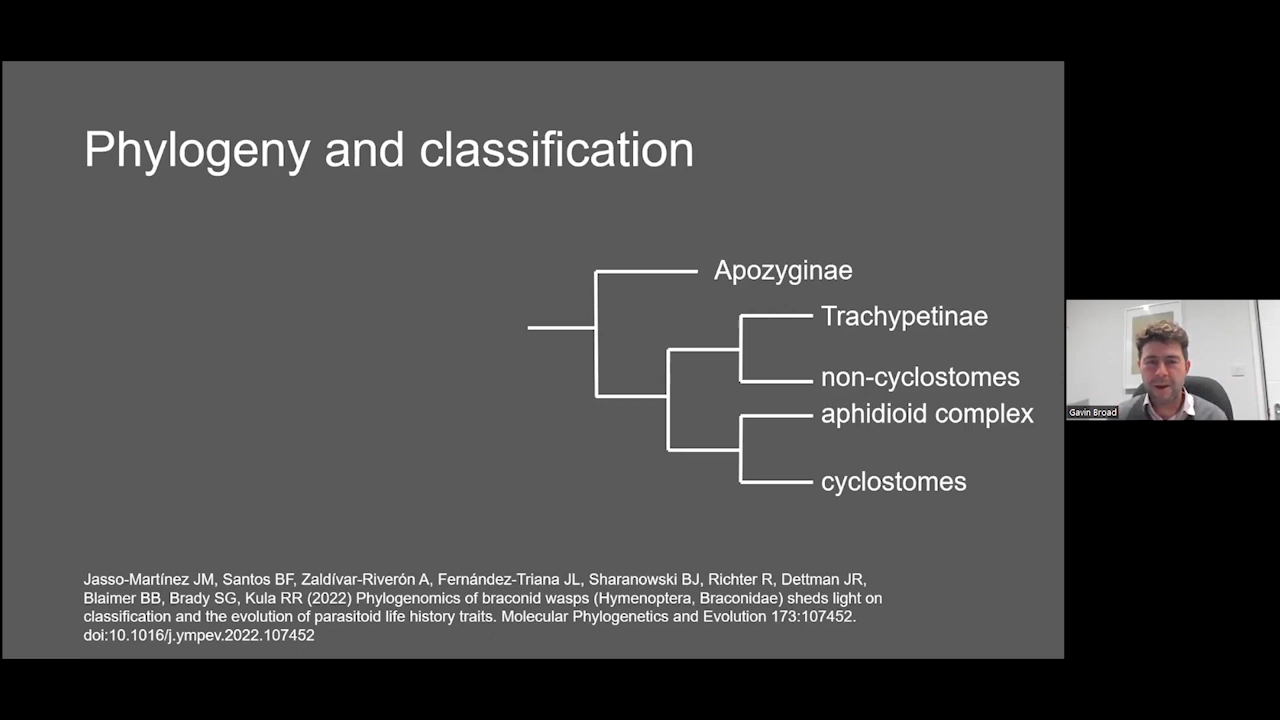 Phylogeny and classification
Apozyginae
Trachypetinae
non-cyclostomes
aphidioid complex
cyclostomes
Gavin Broad
Jasso-Martínez JM, Santos BF, Zaldívar-Riverón A, Fernández-Triana JL, Sharanowski BJ, Richter R, Dettman JR,
Blaimer BB, Brady SG, Kula RR (2022) Phylogenomics of braconid wasps (Hymenoptera, Braconidae) sheds light on
classification and the evolution of parasitoid life history traits. Molecular Phylogenetics and Evolution 173:107452.
doi:10.1016/j.ympev.2022.107452